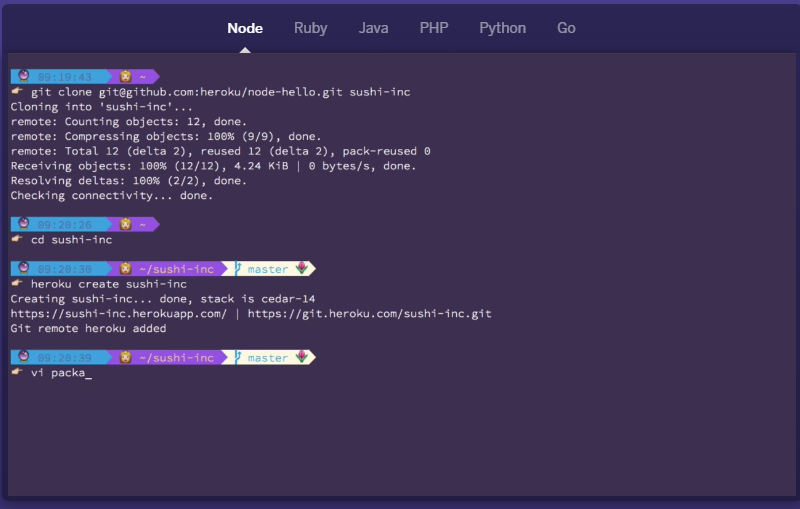 Node Ruby Java PHP Python Go
09:19:43 ~
git clone git@github.com:heroku/node-hello.git sushi-inc
Cloning into 'sushi-inc'...
remote: Counting objects: 12, done.
remote: Compressing objects: 100% (9/9), done.
remote: Total 12 (delta 2), reused 12 (delta 2), pack-reused 0
Receiving objects: 100% (12/12), 4.24 KiB | 0 bytes/s, done.
Resolving deltas: 100% (2/2), done.
Checking connectivity... done.
09:20:26 ~
cd sushi-inc
09:20:30 ~/sushi-inc master
heroku create sushi-inc
Creating sushi-inc... done, stack is cedar-14
https://sushi-inc.herokuapp.com/ | https://git.heroku.com/sushi-inc.git
Git remote heroku added
09:20:39 ~/sushi-inc master
vi packa_